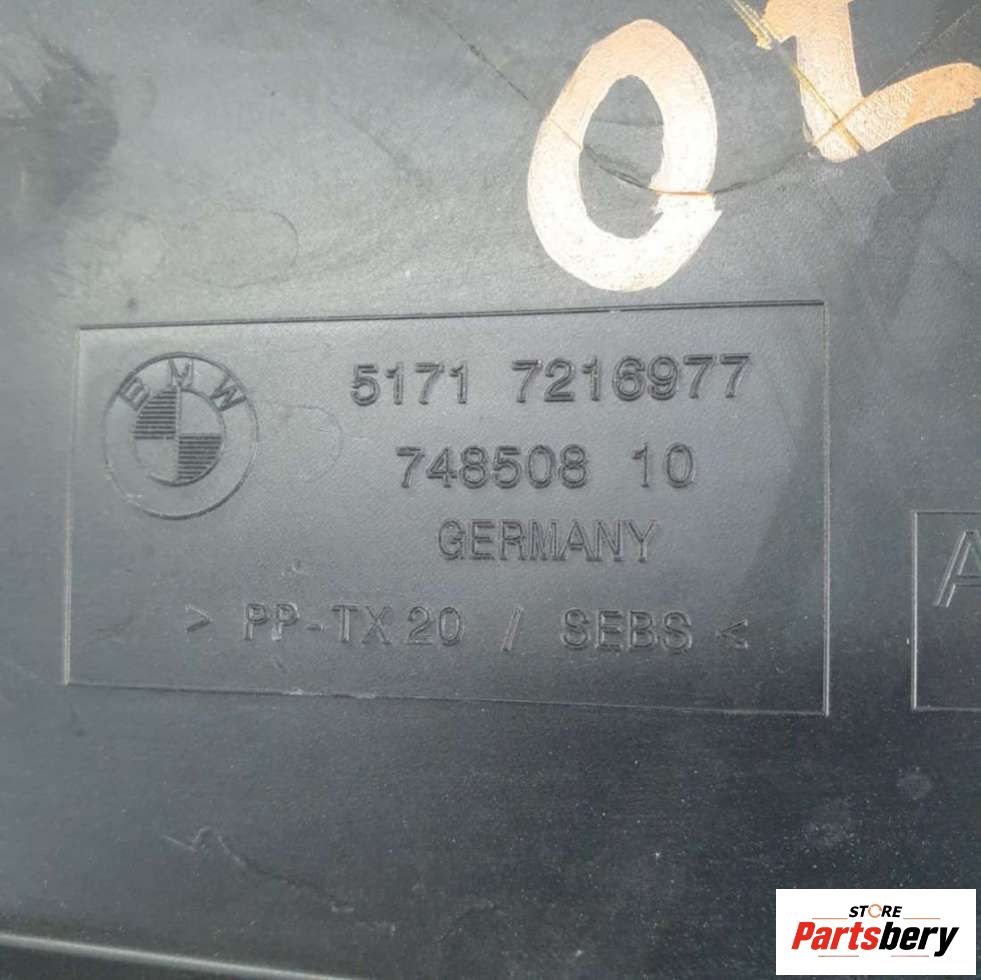 BMW
5171 7216977
748508 10
GERMANY
> PP-TX20 / SEBS <
A
STORE
Partsbery